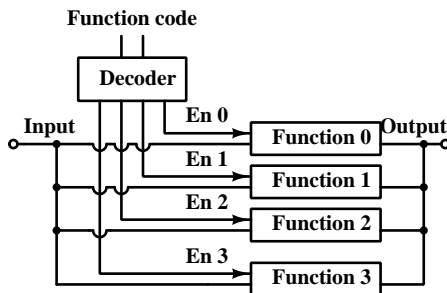 Function code
Decoder
En 0
Input
Function 0
Output
En 1
Function 1
En 2
Function 2
En 3
Function 3